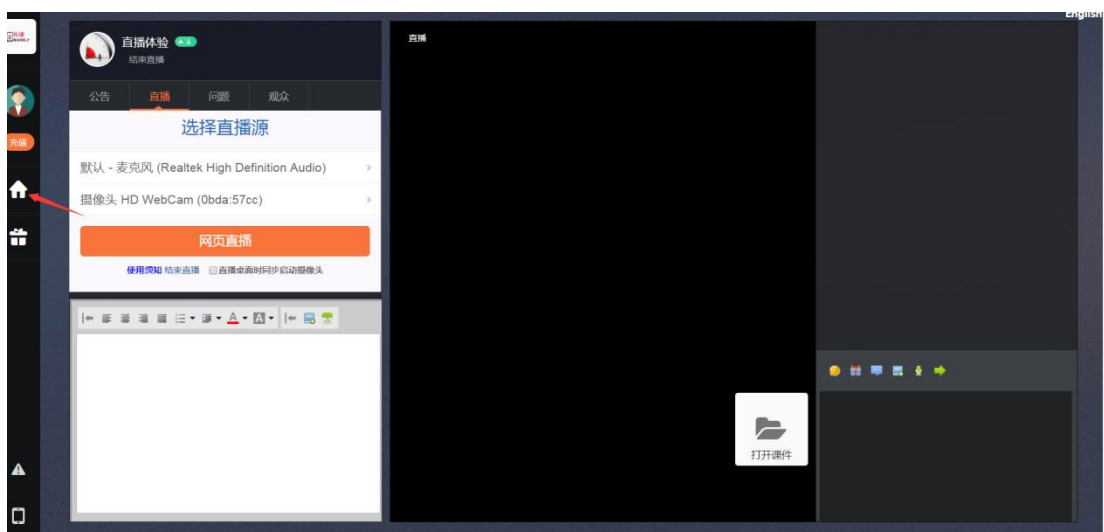 English
充值
直播体验
结束直播
公告 直播 问题 观众
选择直播源
默认 - 麦克风 (Realtek High Definition Audio)
摄像头 HD WebCam (0bda:57cc)
网页直播
使用须知 结束直播 直播桌面时同步启动摄像头
A A
直播
打开课件